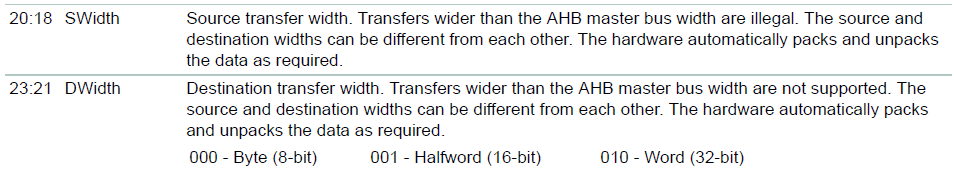 20:18 SWidth Source transfer width. Transfers wider than the AHB master bus width are illegal. The source and
destination widths can be different from each other. The hardware automatically packs and unpacks
the data as required.
23:21 DWidth Destination transfer width. Transfers wider than the AHB master bus width are not supported. The
source and destination widths can be different from each other. The hardware automatically packs
and unpacks the data as required.
000 - Byte (8-bit) 001 - Halfword (16-bit) 010 - Word (32-bit)